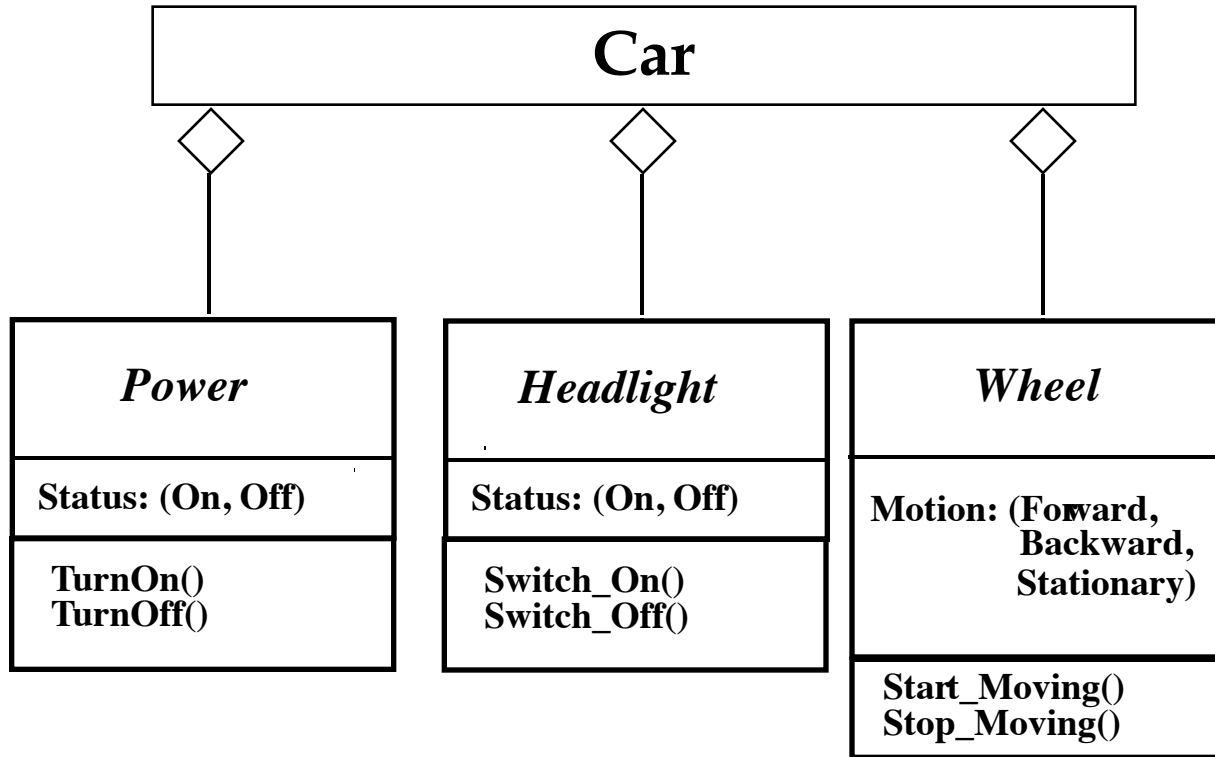 Car
Power
Status: (On, Off)
TurnOn()
TurnOff()
Headlight
Status: (On, Off)
Switch_On()
Switch_Off()
Wheel
Motion: (Forward,
Backward,
Stationary)
Start_Moving()
Stop_Moving()